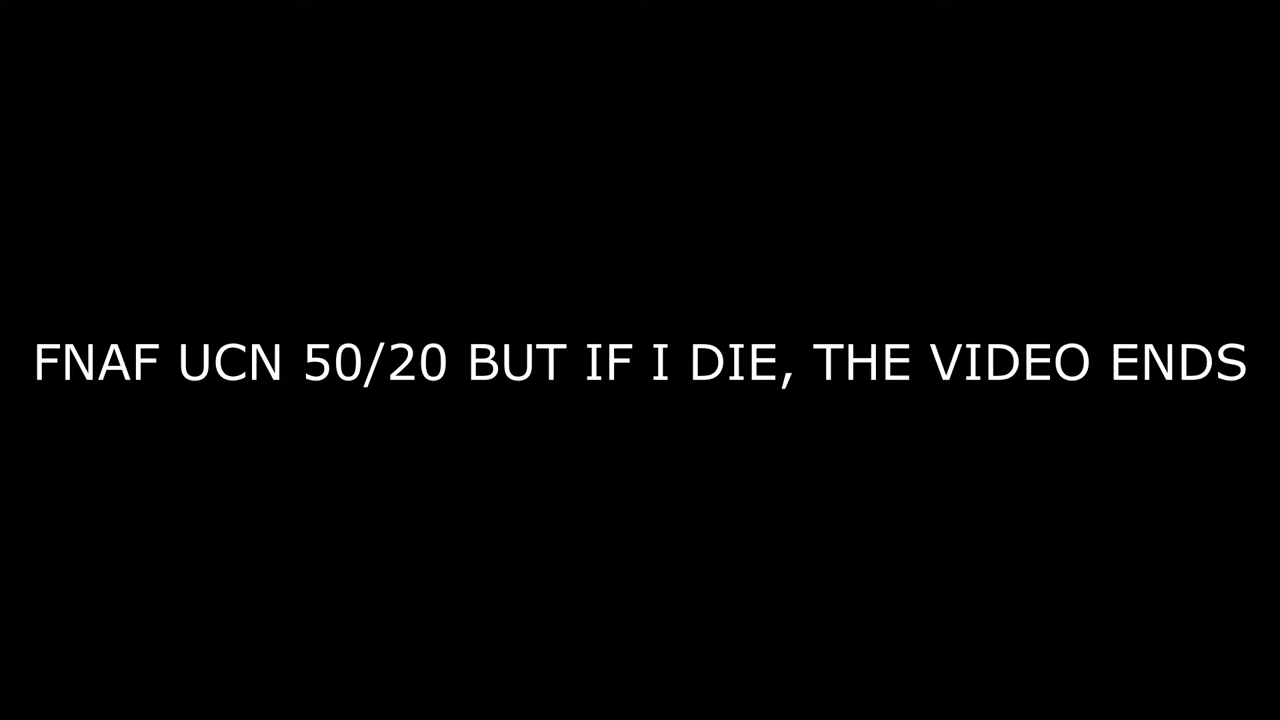 FNAF UCN 50/20 BUT IF I DIE, THE VIDEO ENDS